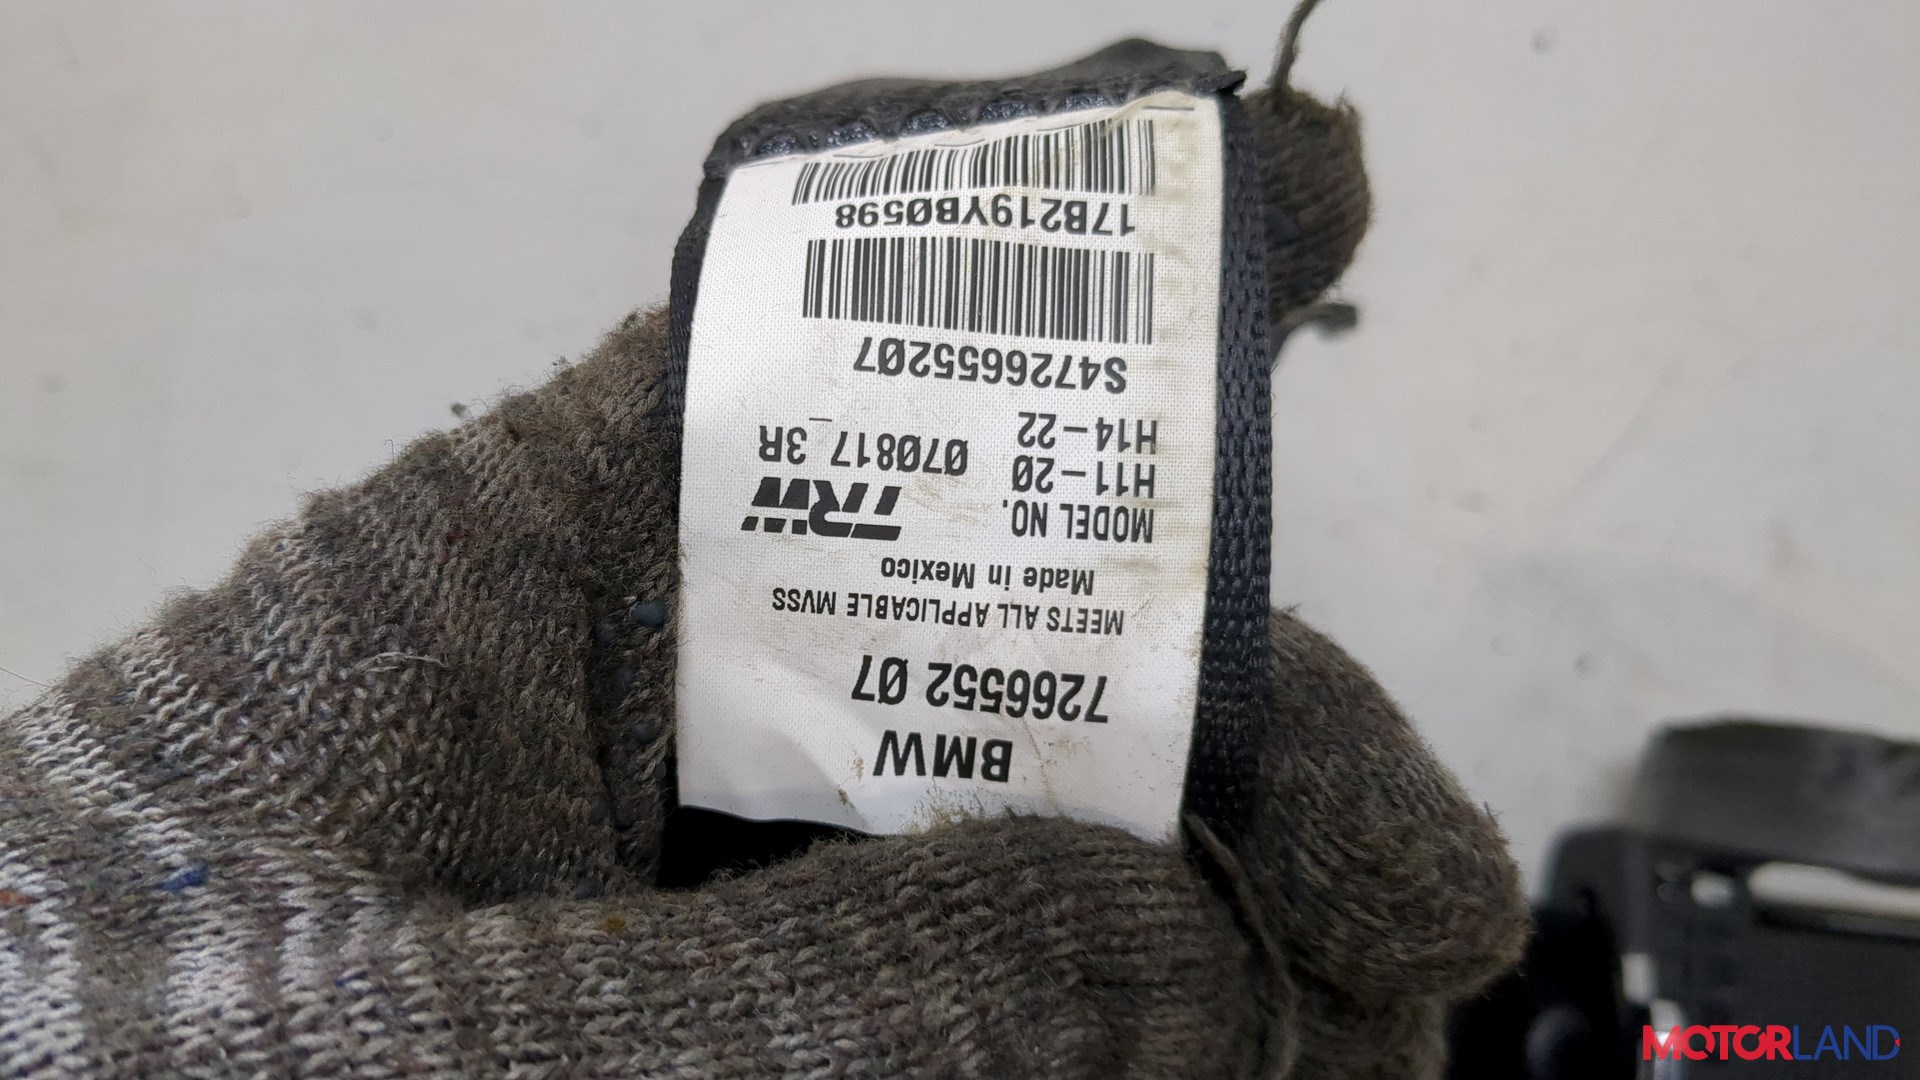 BMW
7266552 07
MEETS ALL APPLICABLE MVSS
Made in Mexico
MODEL NO. TRW
H11-20 070817_3R
H14-22
S4726655207
17B219YB0598
MOTORLAND